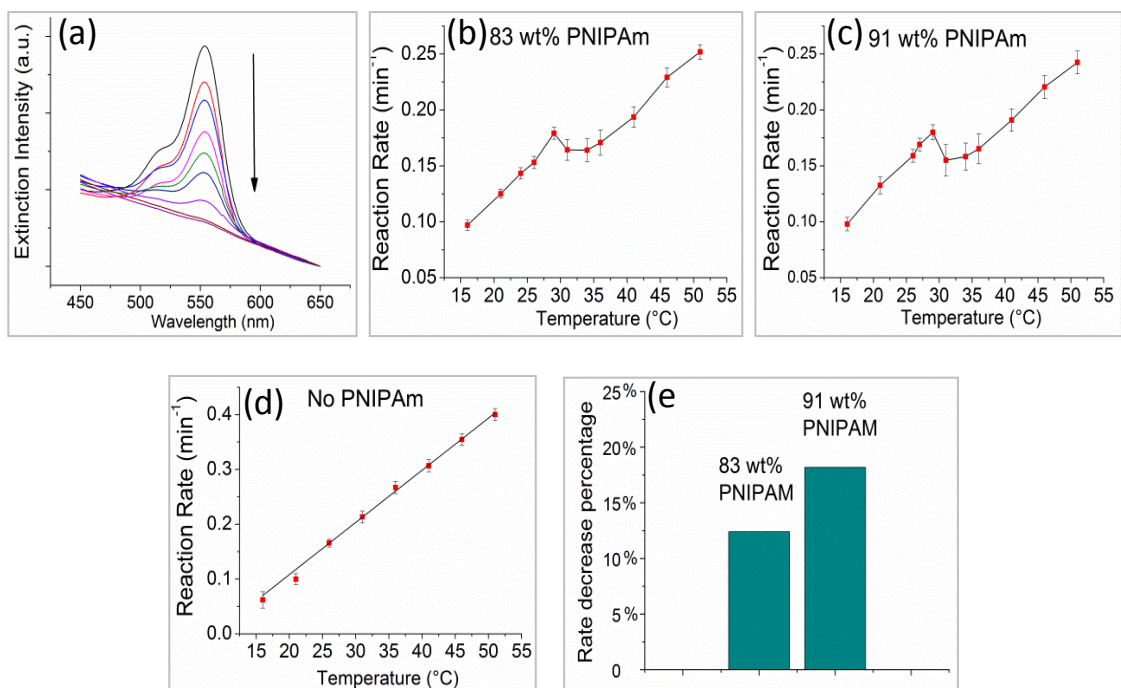 (a)
Extinction Intensity (a.u.)
450 500 550 600 650
Wavelength (nm)
(b) 83 wt% PNIPAm
Reaction Rate (min⁻¹)
0.25
0.20
0.15
0.10
0.05
15 20 25 30 35 40 45 50 55
Temperature (°C)
(c) 91 wt% PNIPAm
Reaction Rate (min⁻¹)
0.25
0.20
0.15
0.10
0.05
15 20 25 30 35 40 45 50 55
Temperature (°C)
(d) No PNIPAm
Reaction Rate (min⁻¹)
0.4
0.3
0.2
0.1
0.0
15 20 25 30 35 40 45 50 55
Temperature (°C)
(e)
Rate decrease percentage
25%
20%
15%
10%
5%
0
83 wt%
PNIPAM
91 wt%
PNIPAM